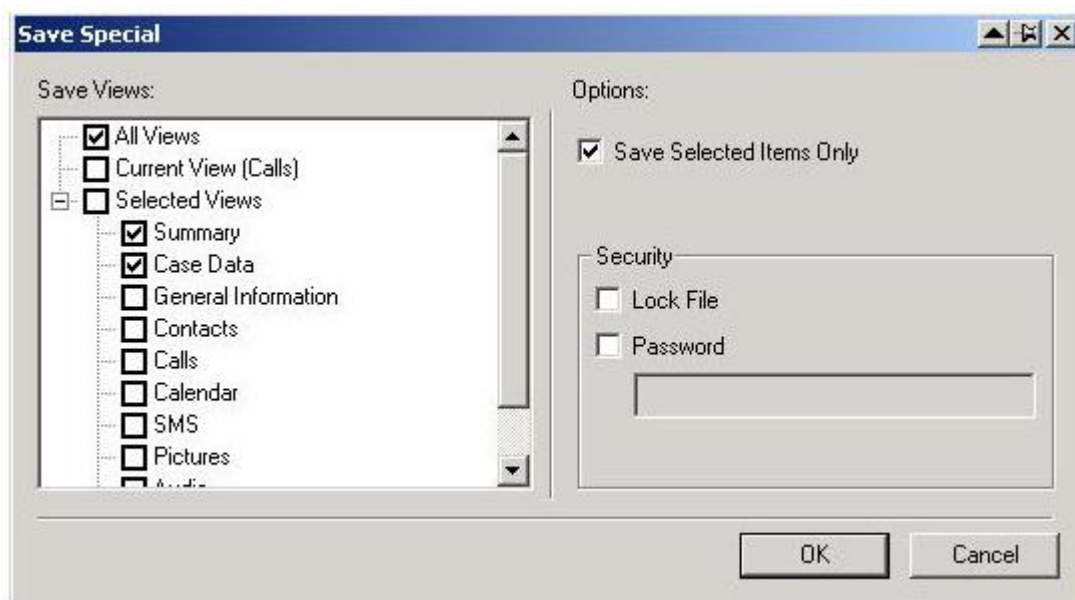 Save Special
Save Views:
All Views
Current View (Calls)
Selected Views
Summary
Case Data
General Information
Contacts
Calls
Calendar
SMS
Pictures
Options:
Save Selected Items Only
Security
Lock File
Password
OK
Cancel